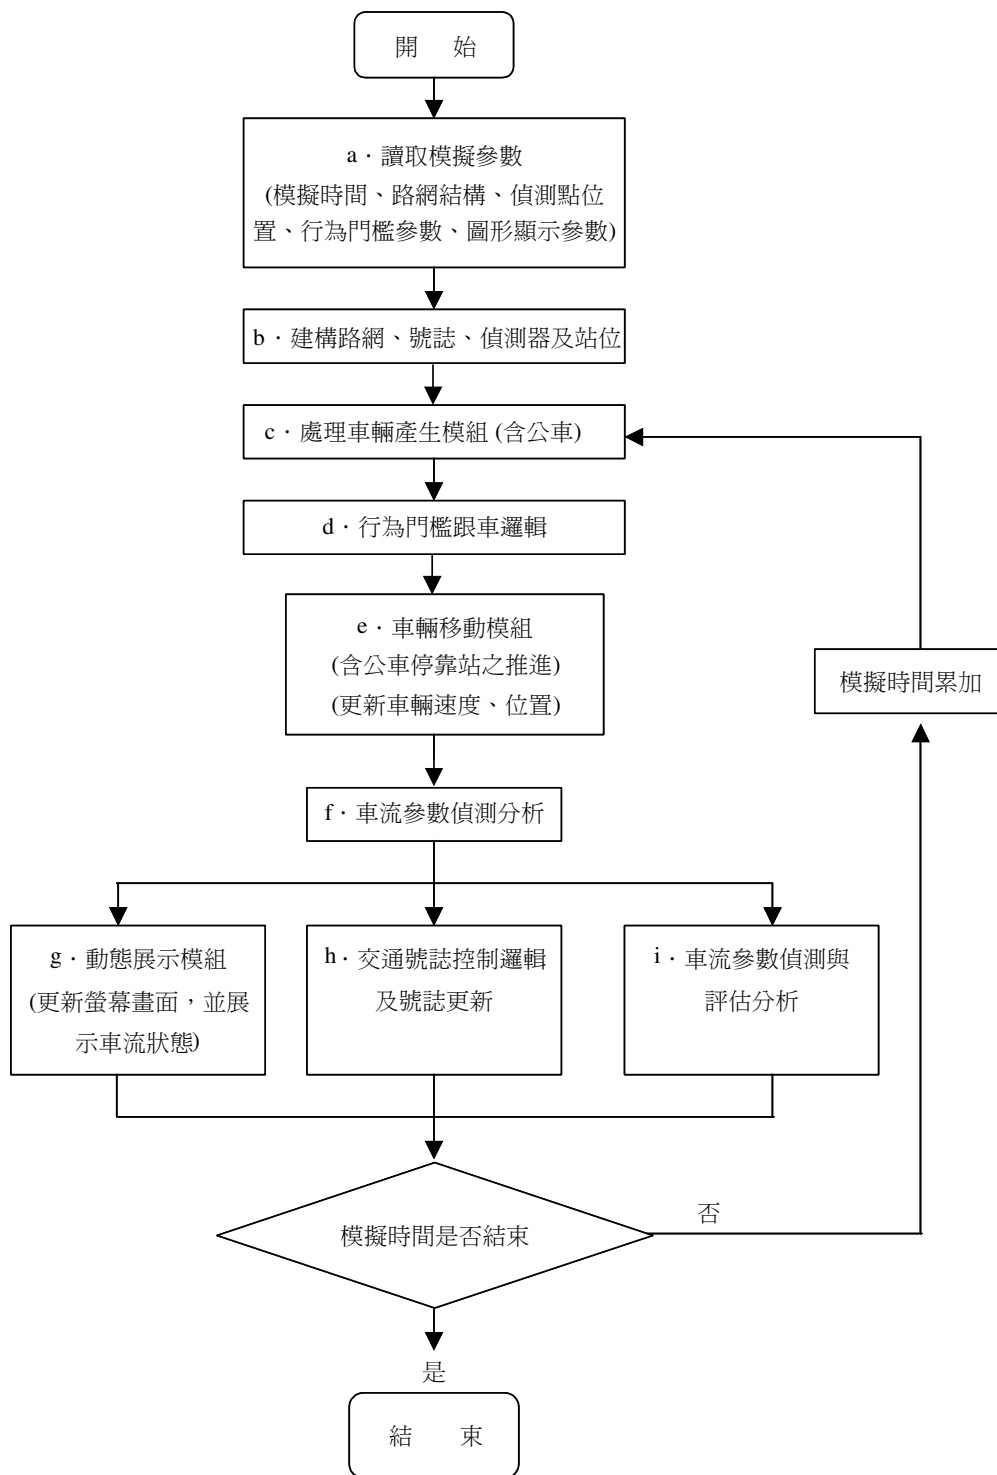 開 始
a．讀取模擬參數
(模擬時間、路網結構、偵測點位
置、行為門檻參數、圖形顯示參數)
b．建構路網、號誌、偵測器及站位
c．處理車輛產生模組 (含公車)
d．行為門檻跟車邏輯
e．車輛移動模組
(含公車停靠站之推進)
(更新車輛速度、位置)
模擬時間累加
f．車流參數偵測分析
g．動態展示模組
(更新螢幕畫面，並展
示車流狀態)
h．交通號誌控制邏輯
及號誌更新
i．車流參數偵測與
評估分析
模擬時間是否結束
否
是
結 束